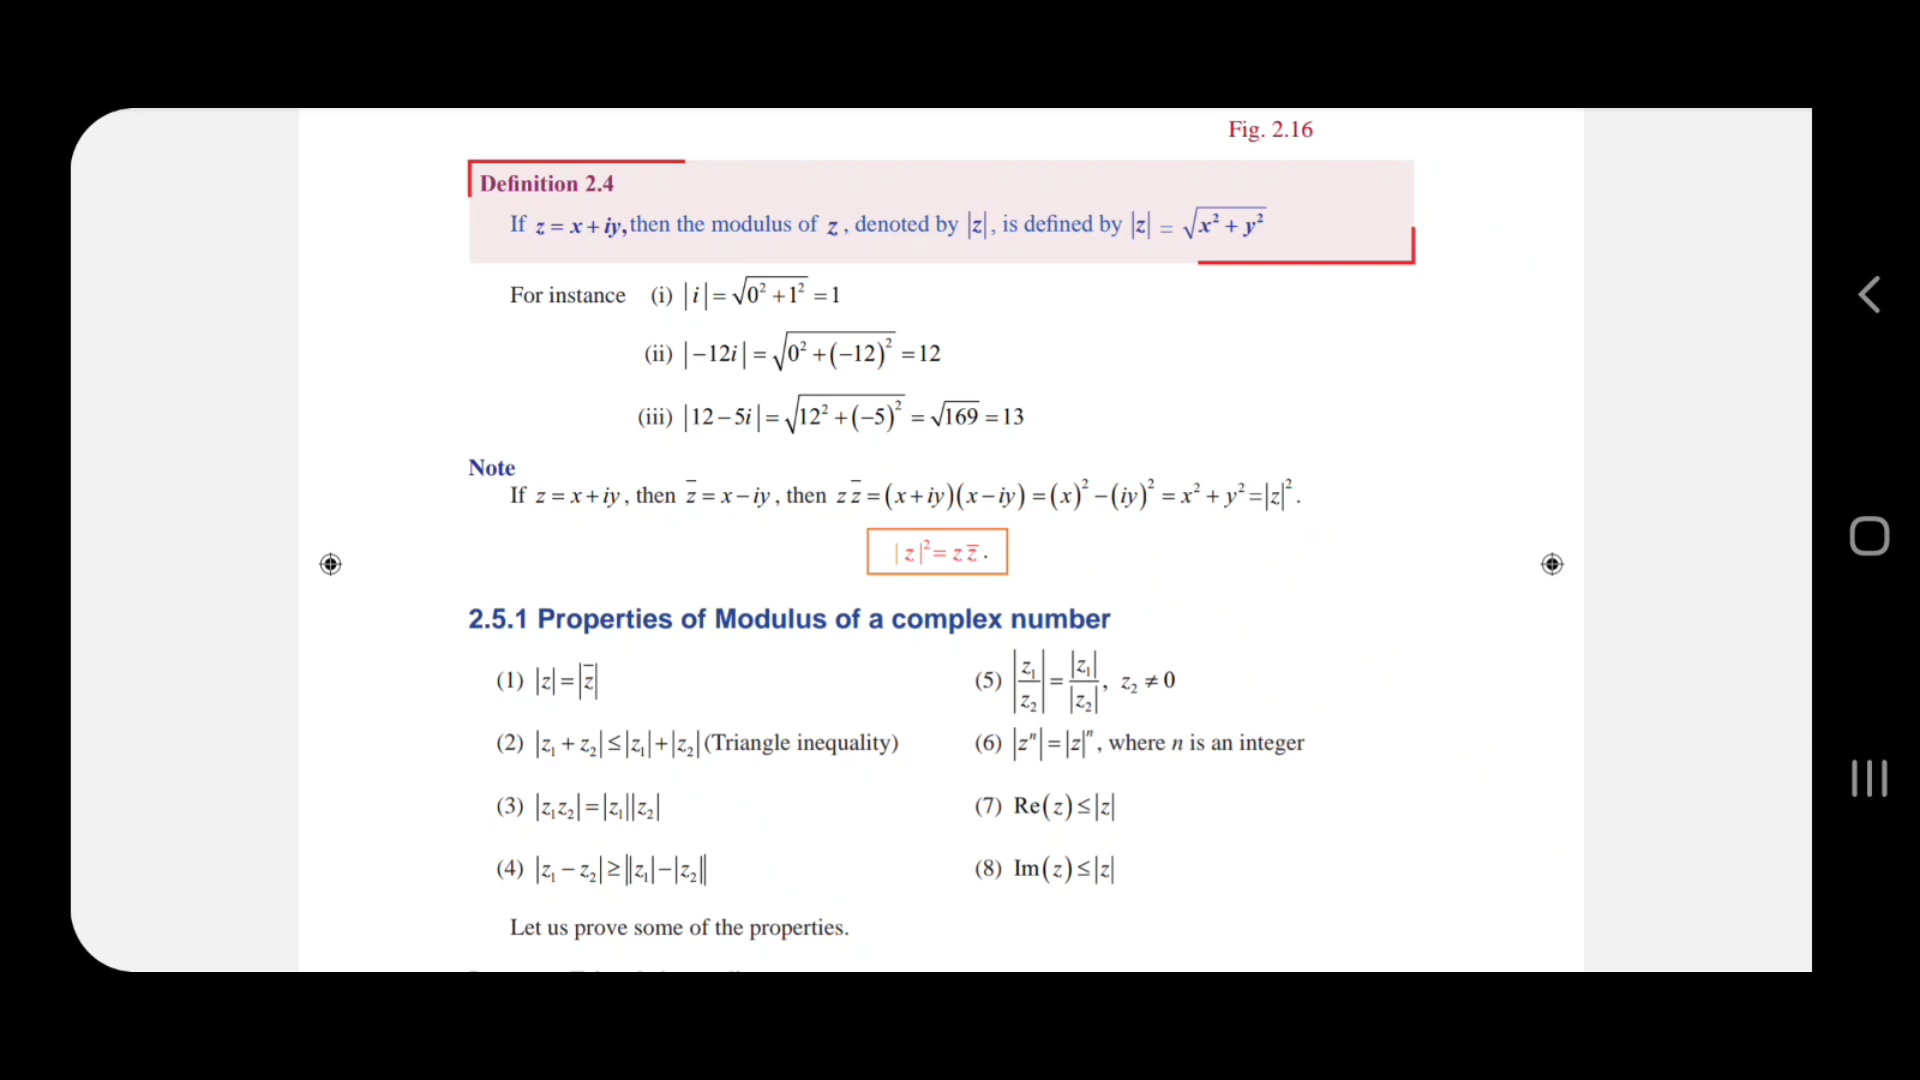 Fig. 2.16
Definition 2.4
If z = x + iy, then the modulus of z, denoted by |z|, is defined by |z| = √(x² + y²)
For instance (i) |i| = √(0² + 1²) = 1
(ii) |−12i| = √(0² + (−12)²) = 12
(iii) |12 − 5i| = √(12² + (−5)²) = √169 = 13
Note
If z = x + iy, then z̅ = x − iy, then z z̅ = (x + iy)(x − iy) = (x)² − (iy)² = x² + y² = |z|².
|z|² = z z̅.
2.5.1 Properties of Modulus of a complex number
(1) |z| = |z̅|
(5) |z₁/z₂| = |z₁|/|z₂|, z₂ ≠ 0
(2) |z₁ + z₂| ≤ |z₁| + |z₂| (Triangle inequality)
(6) |zⁿ| = |z|ⁿ, where n is an integer
(3) |z₁z₂| = |z₁||z₂|
(7) Re(z) ≤ |z|
(4) |z₁ − z₂| ≥ ||z₁| − |z₂||
(8) Im(z) ≤ |z|
Let us prove some of the properties.